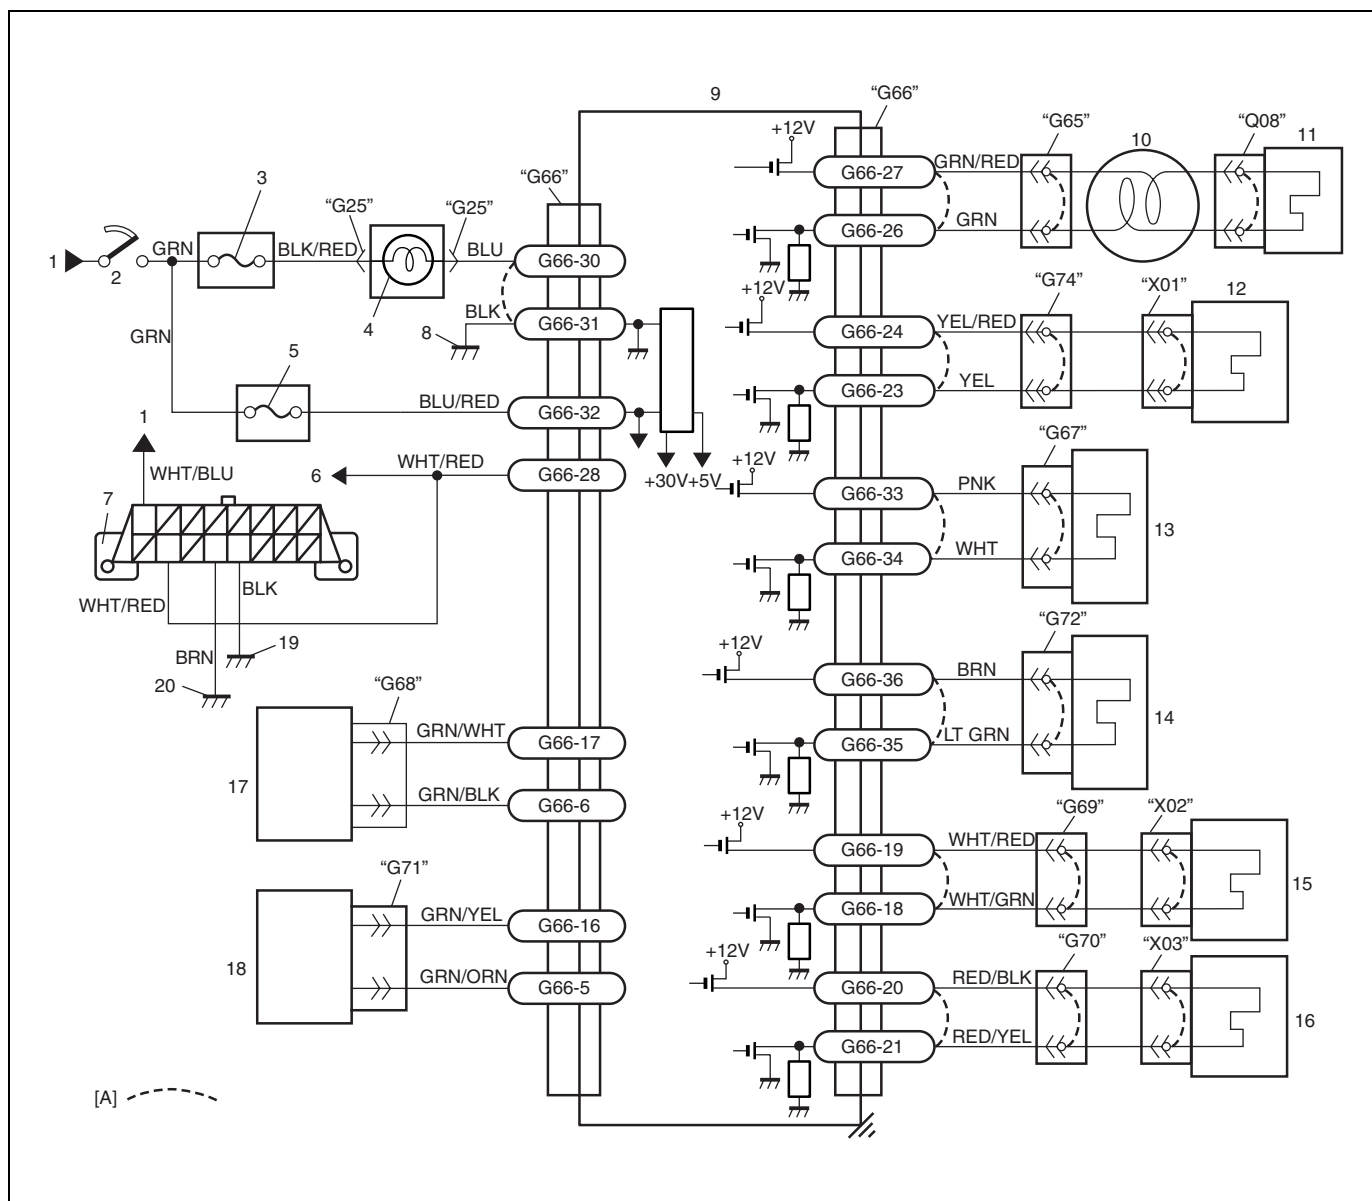 9
“G66”
+12V
“G65”
10
“Q08”
11
G66-27
GRN/RED
“G66”
3
“G25”
“G25”
1
2
GRN
BLK/RED
BLU
G66-30
G66-26
GRN
4
+12V
“G74”
“X01”
12
BLK
G66-31
8
GRN
G66-24
YEL/RED
5
G66-23
YEL
BLU/RED
G66-32
1
“G67”
+12V
WHT/BLU
6
WHT/RED
G66-28
+30V
+5V
G66-33
PNK
7
13
G66-34
WHT
WHT/RED
BLK
“G72”
19
+12V
BRN
20
G66-36
BRN
“G68”
14
GRN/WHT
G66-17
G66-35
LT GRN
17
GRN/BLK
G66-6
+12V
“G69”
“X02”
G66-19
WHT/RED
“G71”
15
G66-18
WHT/GRN
GRN/YEL
G66-16
+12V
“G70”
“X03”
18
GRN/ORN
G66-5
G66-20
RED/BLK
16
G66-21
RED/YEL
[A]